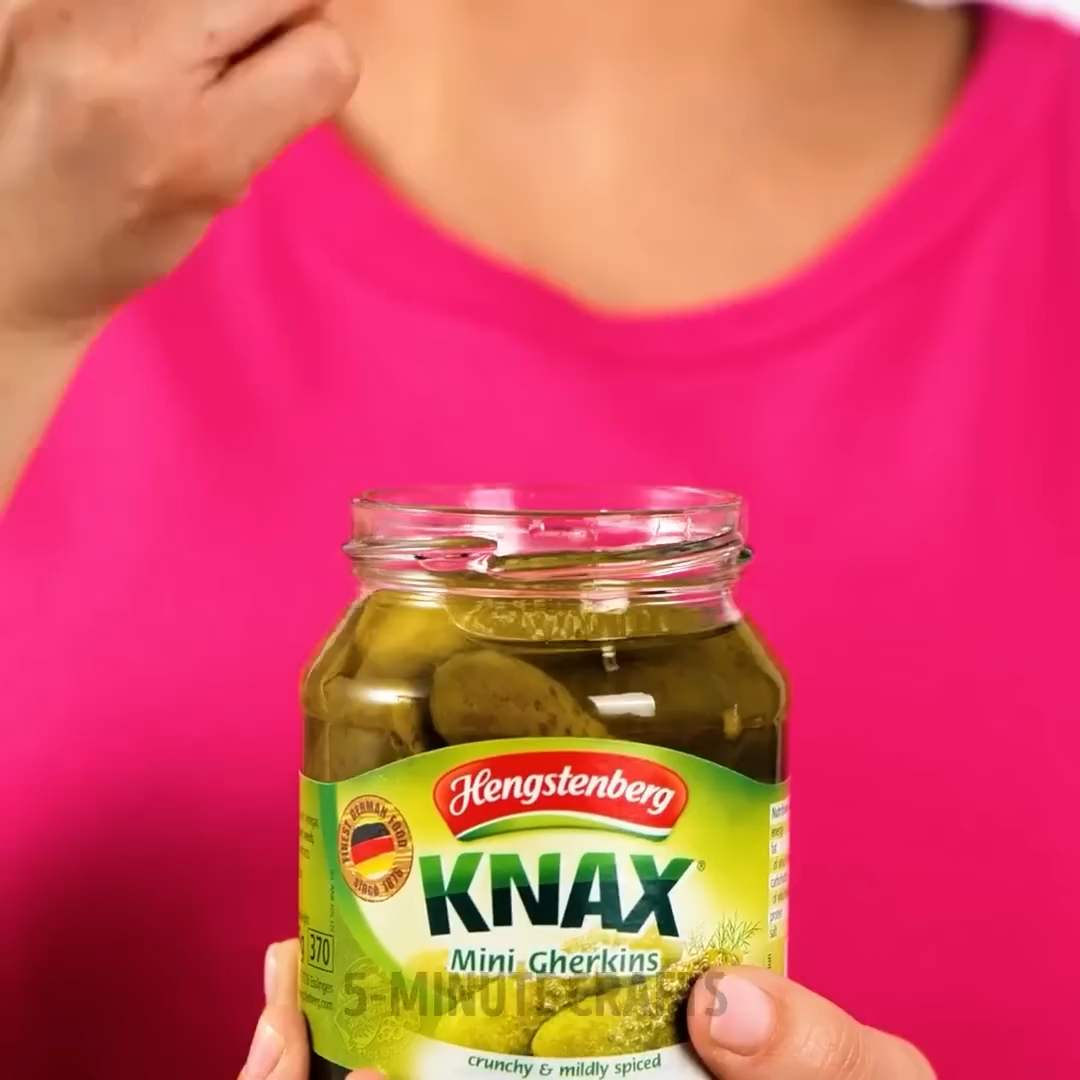 Hengstenberg
FINEST GERMAN FOOD
KNAX®
Mini Gherkins
370
5-MINUTE CRAFTS
crunchy & mildly spiced